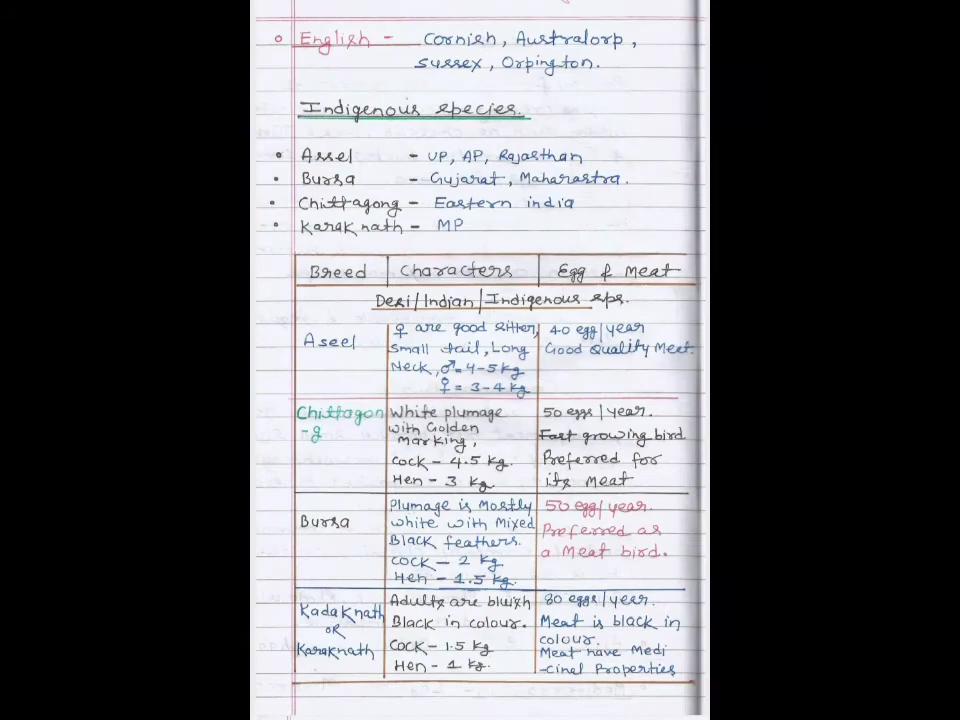 English - Cornish, Australorp,
Sussex, Orpington.
Indigenous species.
Assel - UP, AP, Rajasthan
Bursa - Gujarat, Maharastra.
Chittagong - Eastern india
Karaknath - MP
Breed Characters Egg & Meat
Desi/Indian/Indigenous sps.
Aseel
♀ are good sitter,
Small tail, Long
Neck, ♂=4-5 kg
♀ = 3-4 kg
40 egg/year
Good Quality Meat.
Chittagon
-g
White plumage
with Golden
marking,
Cock - 4.5 kg.
Hen - 3 kg
50 eggs/year.
Fast growing bird
Preferred for
its Meat
Bursa
Plumage is Mostly
white with Mixed
Black feathers.
Cock - 2 kg
Hen - 1.5 kg.
50 egg/year.
Preferred as
a Meat bird.
Kadaknath
OR
Karaknath
Adults are bluish
Black in colour.
Cock - 1.5 kg
Hen - 1 kg.
80 eggs/year.
Meat is black in
colour.
Meat have Medi
-cinal Properties